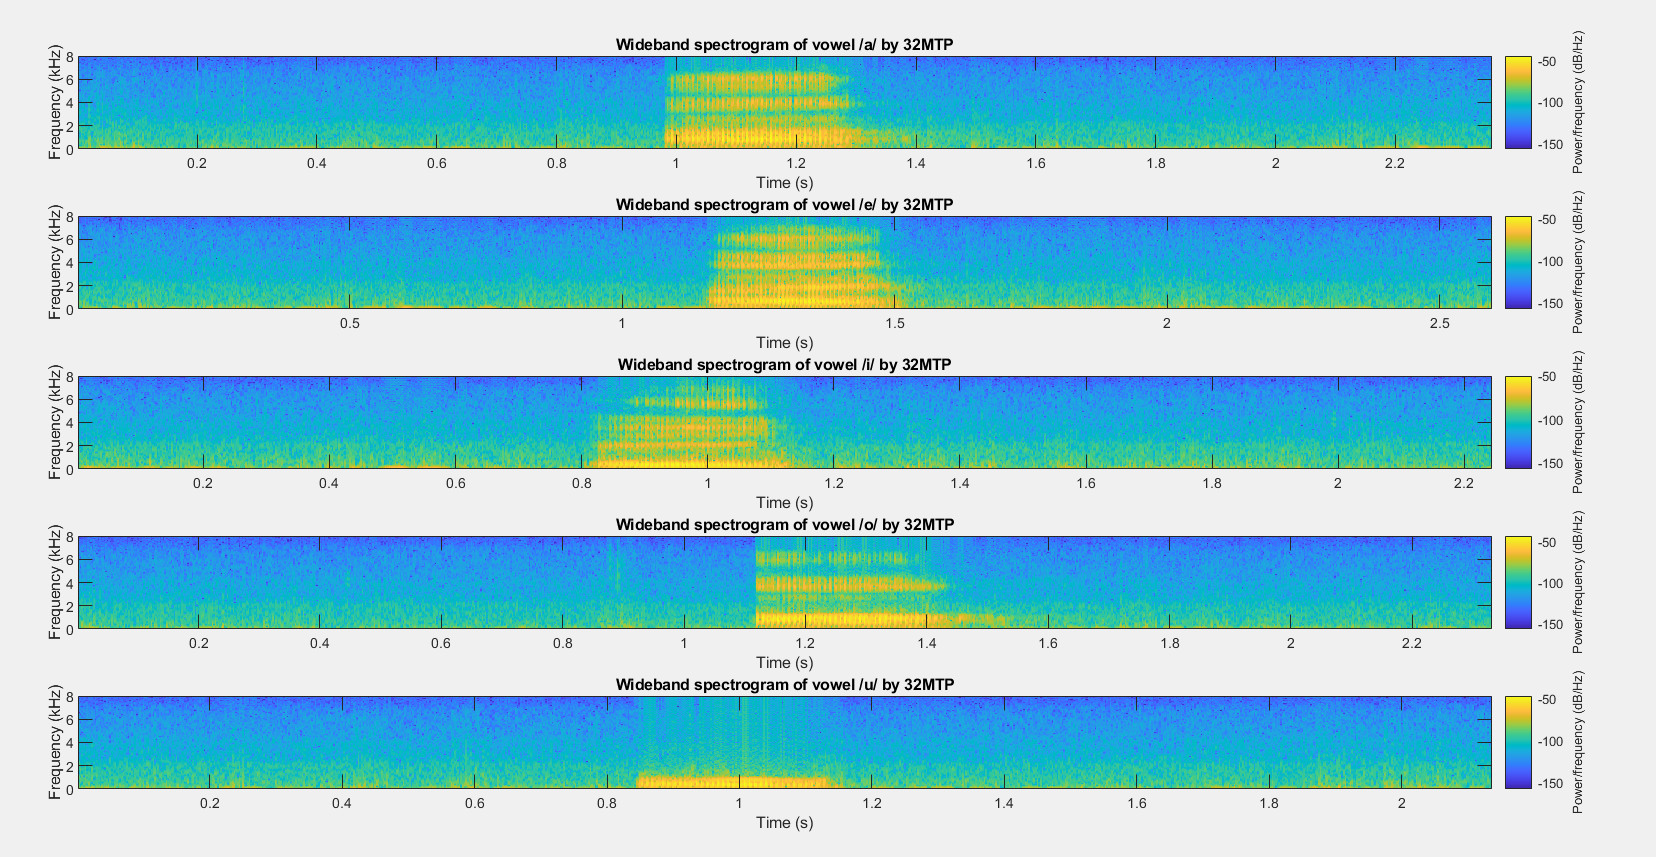 Wideband spectrogram of vowel /a/ by 32MTP
Frequency (kHz)
8
6
4
2
0
0.2 0.4 0.6 0.8 1 1.2 1.4 1.6 1.8 2 2.2
Time (s)
-50
-100
-150
Power/frequency (dB/Hz)
Wideband spectrogram of vowel /e/ by 32MTP
Frequency (kHz)
8
6
4
2
0
0.5 1 1.5 2 2.5
Time (s)
-50
-100
-150
Power/frequency (dB/Hz)
Wideband spectrogram of vowel /i/ by 32MTP
Frequency (kHz)
8
6
4
2
0
0.2 0.4 0.6 0.8 1 1.2 1.4 1.6 1.8 2 2.2
Time (s)
-50
-100
-150
Power/frequency (dB/Hz)
Wideband spectrogram of vowel /o/ by 32MTP
Frequency (kHz)
8
6
4
2
0
0.2 0.4 0.6 0.8 1 1.2 1.4 1.6 1.8 2 2.2
Time (s)
-50
-100
-150
Power/frequency (dB/Hz)
Wideband spectrogram of vowel /u/ by 32MTP
Frequency (kHz)
8
6
4
2
0
0.2 0.4 0.6 0.8 1 1.2 1.4 1.6 1.8 2
Time (s)
-50
-100
-150
Power/frequency (dB/Hz)